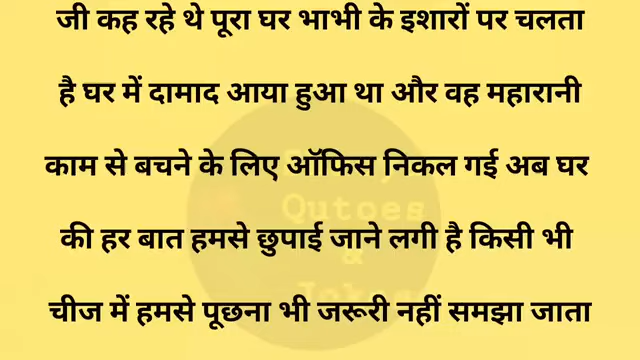 जी कह रहे थे पूरा घर भाभी के इशारों पर चलता
है घर में दामाद आया हुआ था और वह महारानी
काम से बचने के लिए ऑफिस निकल गई अब घर
Qutoes
की हर बात हमसे छुपाई जाने लगी है किसी भी
&
चीज में हमसे पूछना भी जरूरी नहीं समझा जाता